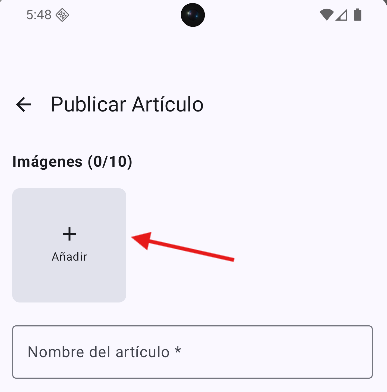 5:48
Publicar Artículo
Imágenes (0/10)
+
Añadir
Nombre del artículo *